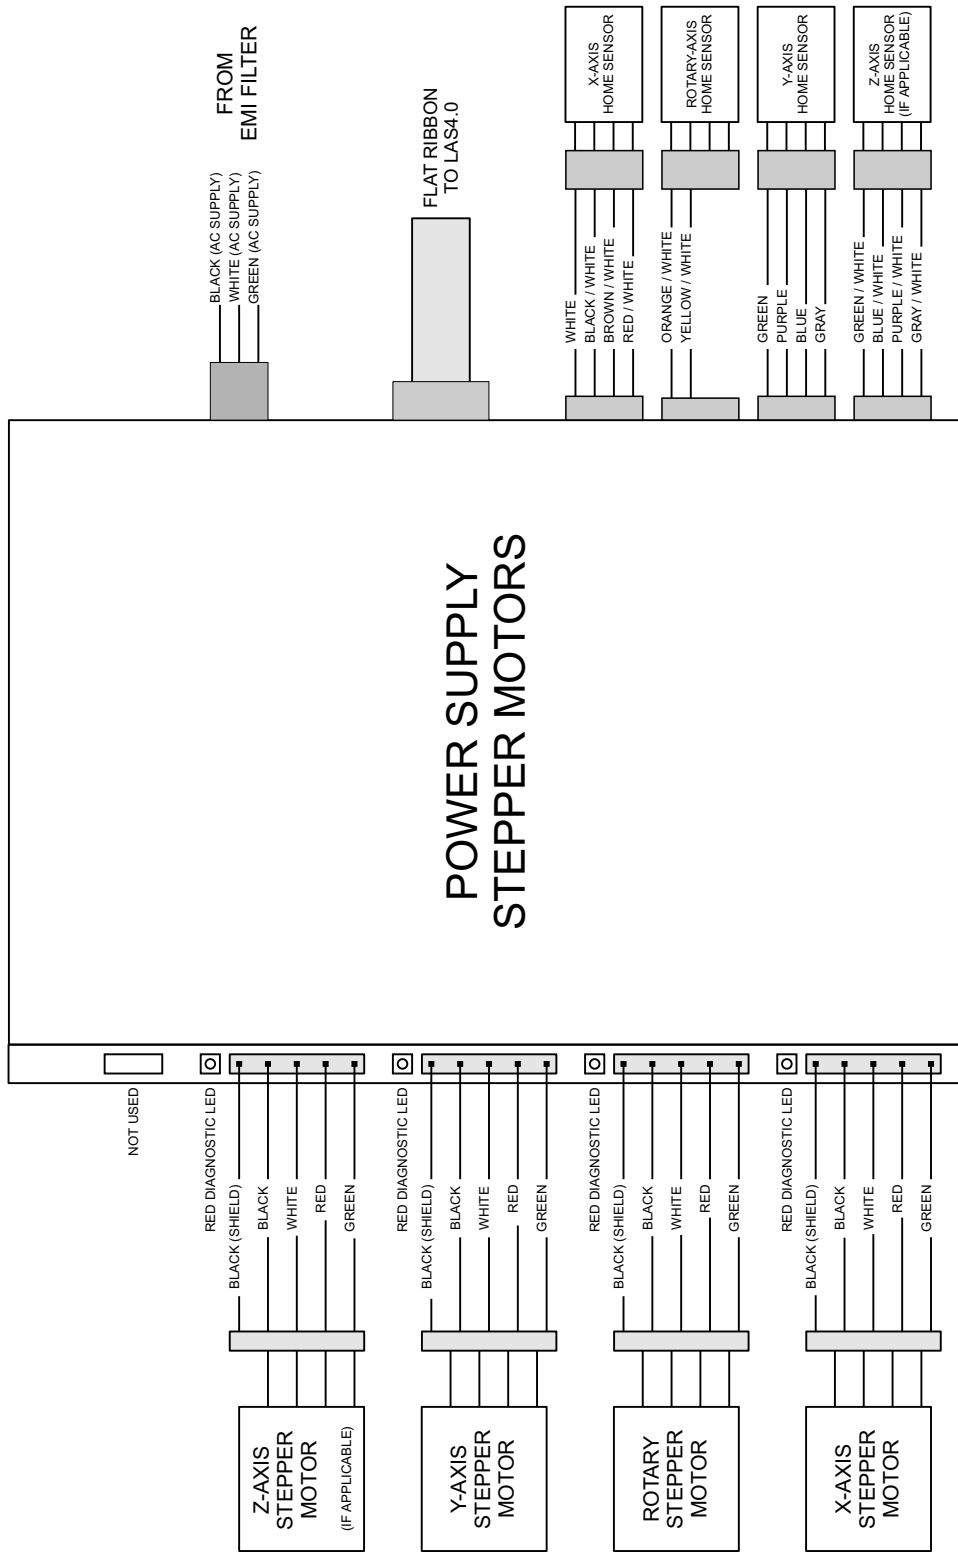 FROM
EMI FILTER
BLACK (AC SUPPLY)
WHITE (AC SUPPLY)
GREEN (AC SUPPLY)
FLAT RIBBON
TO LAS4.0
X-AXIS
HOME SENSOR
WHITE
BLACK / WHITE
BROWN / WHITE
RED / WHITE
ROTARY-AXIS
HOME SENSOR
ORANGE / WHITE
YELLOW / WHITE
Y-AXIS
HOME SENSOR
GREEN
PURPLE
BLUE
GRAY
Z-AXIS
HOME SENSOR
(IF APPLICABLE)
GREEN / WHITE
BLUE / WHITE
PURPLE / WHITE
GRAY / WHITE
POWER SUPPLY
STEPPER MOTORS
NOT USED
RED DIAGNOSTIC LED
BLACK (SHIELD)
BLACK
WHITE
RED
GREEN
Z-AXIS
STEPPER
MOTOR
(IF APPLICABLE)
RED DIAGNOSTIC LED
BLACK (SHIELD)
BLACK
WHITE
RED
GREEN
Y-AXIS
STEPPER
MOTOR
RED DIAGNOSTIC LED
BLACK (SHIELD)
BLACK
WHITE
RED
GREEN
ROTARY
STEPPER
MOTOR
RED DIAGNOSTIC LED
BLACK (SHIELD)
BLACK
WHITE
RED
GREEN
X-AXIS
STEPPER
MOTOR